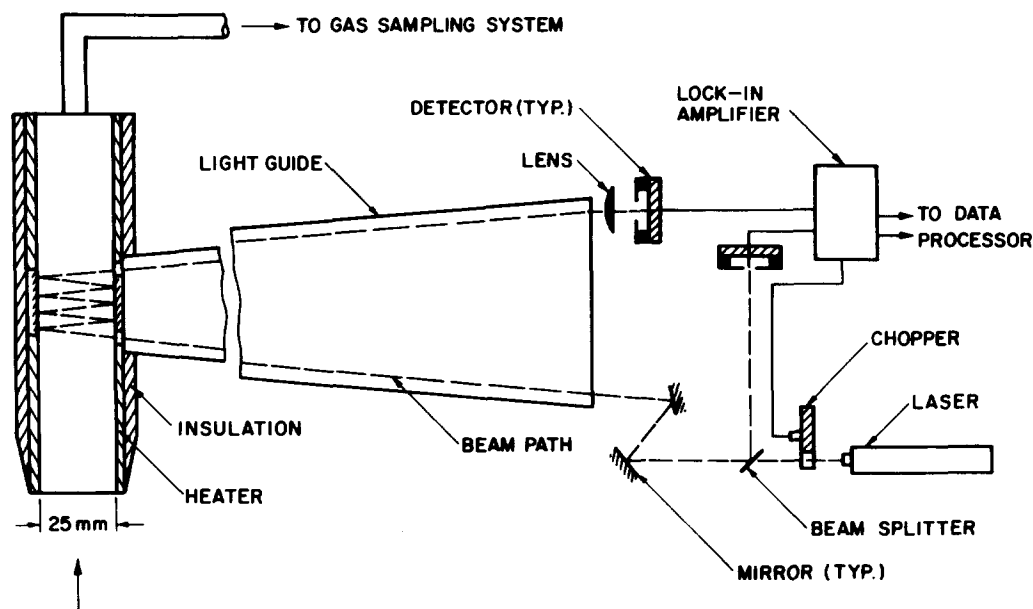 TO GAS SAMPLING SYSTEM
DETECTOR (TYP.)
LOCK-IN
AMPLIFIER
LIGHT GUIDE
LENS
TO DATA
PROCESSOR
CHOPPER
LASER
INSULATION
BEAM PATH
HEATER
25 mm
BEAM SPLITTER
MIRROR (TYP.)